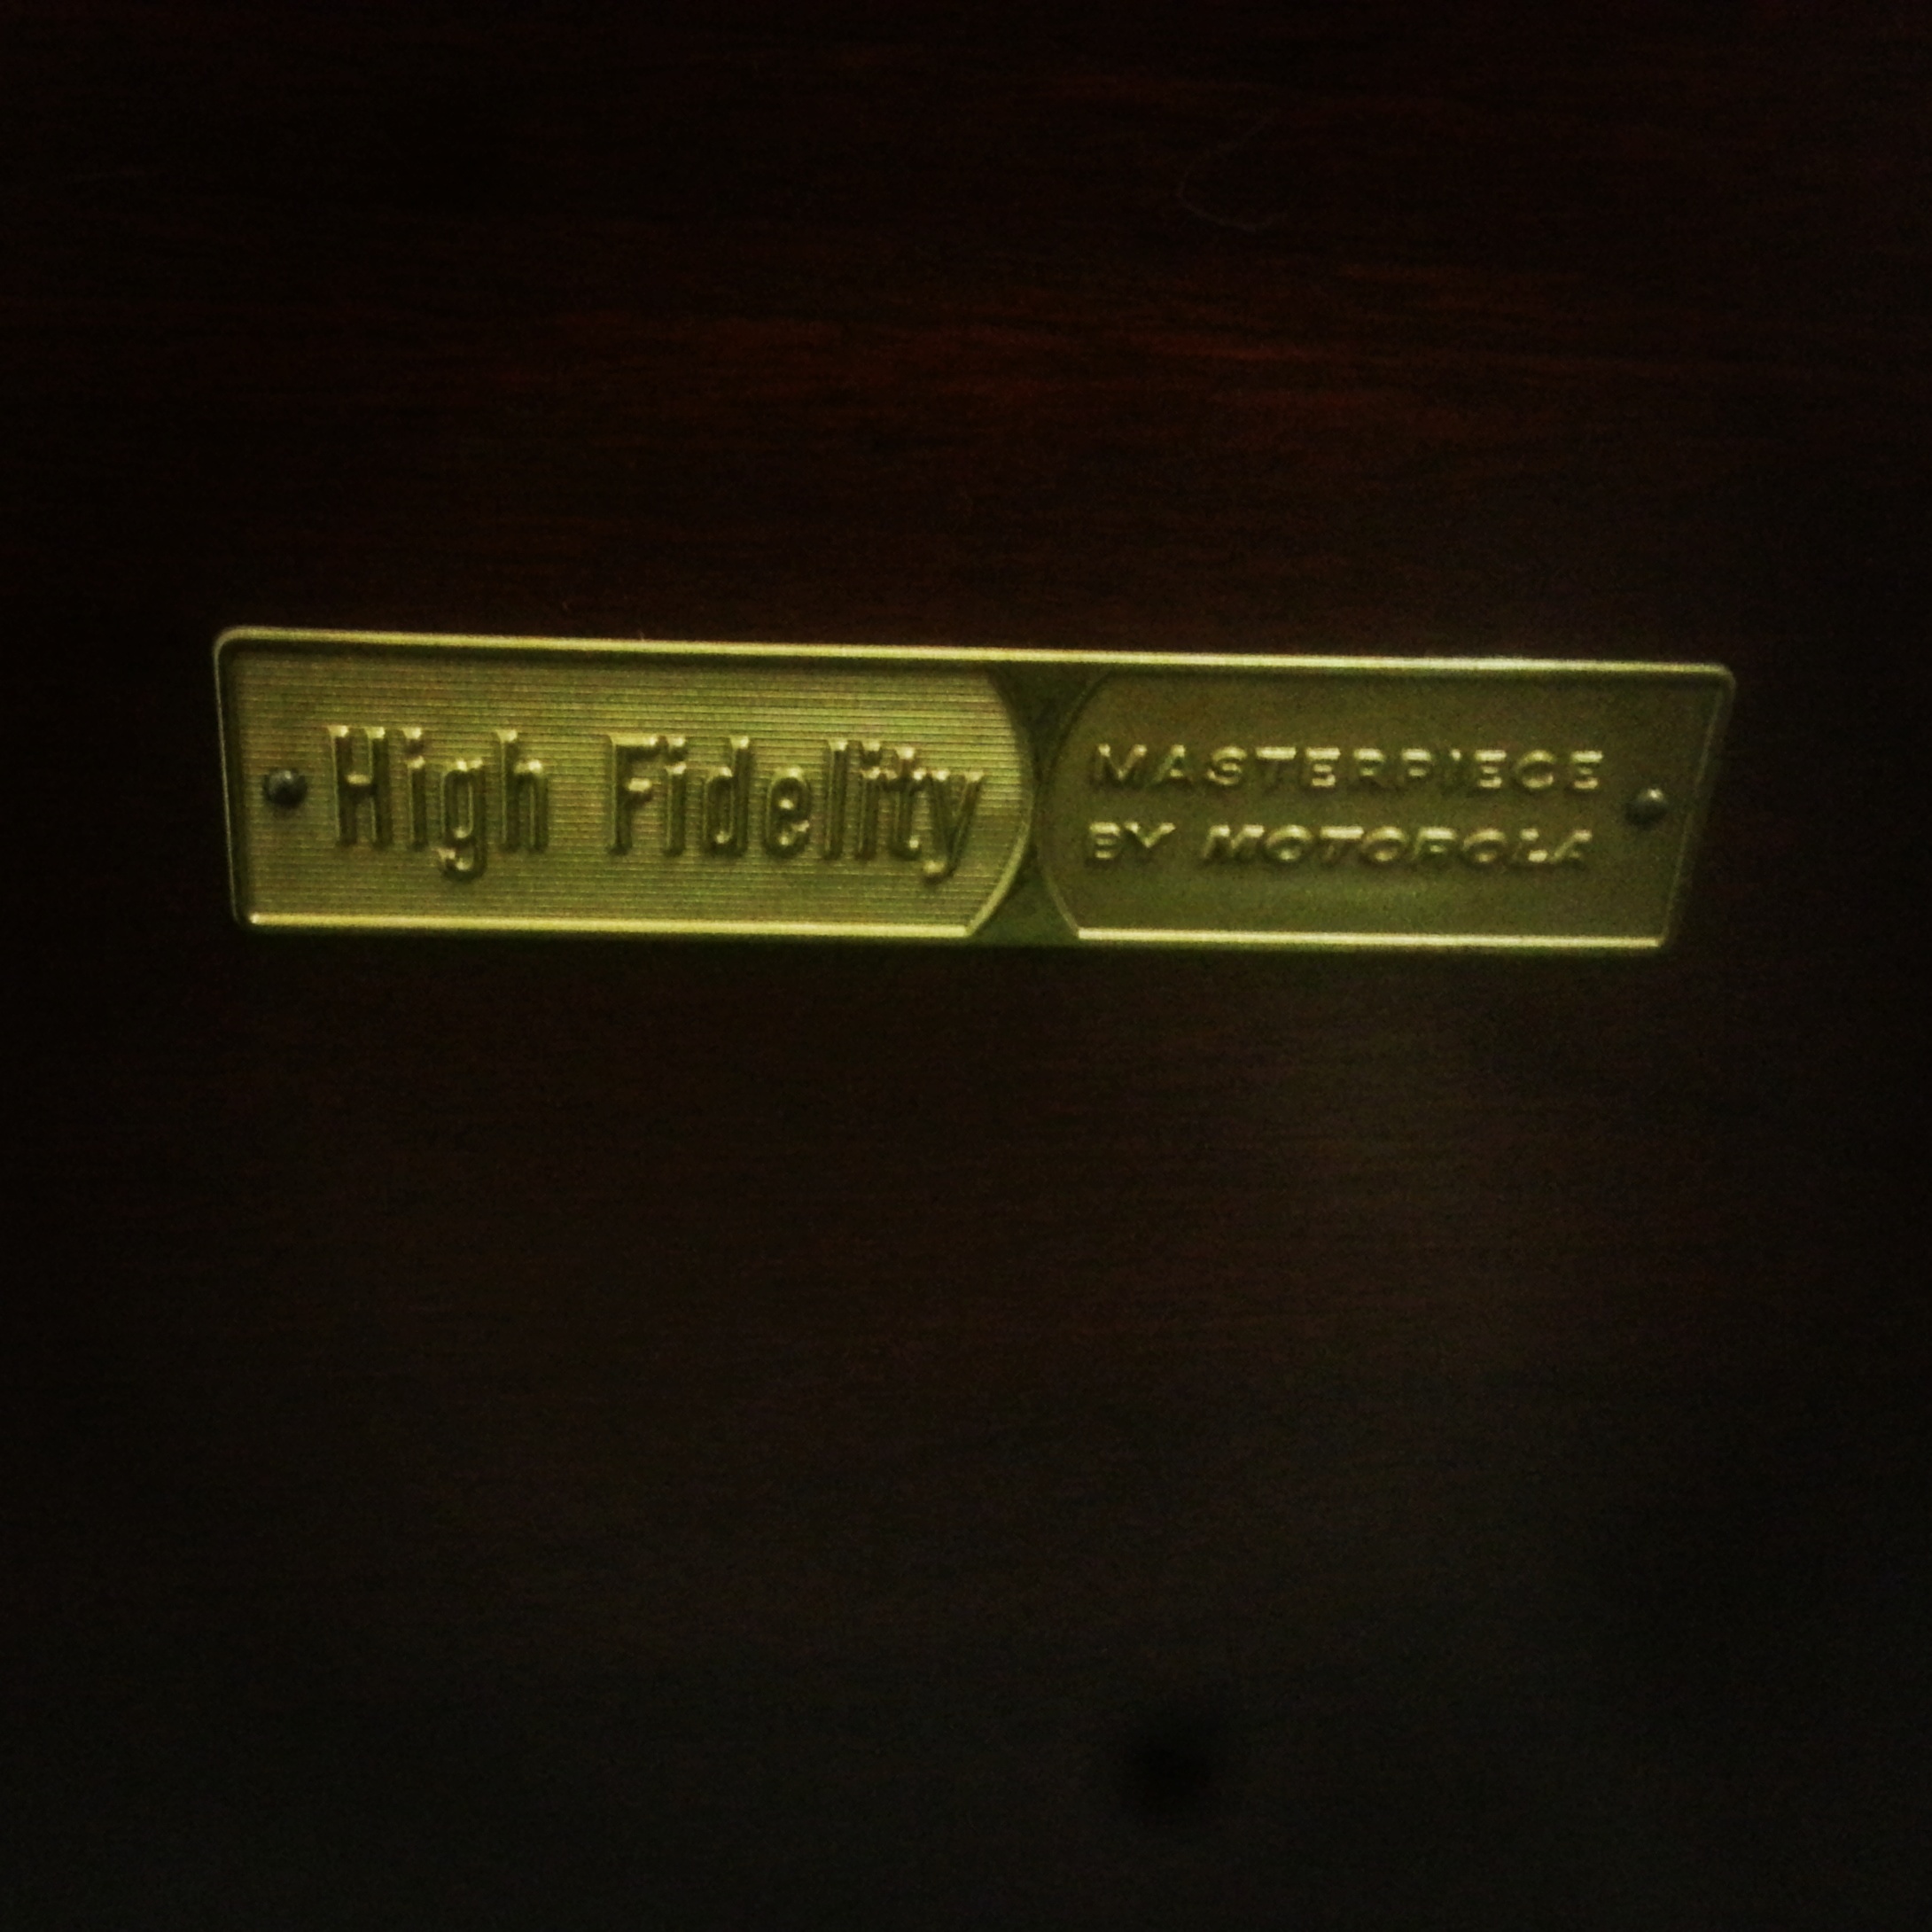 High Fidelity
MASTERPIECE
BY MOTOROLA